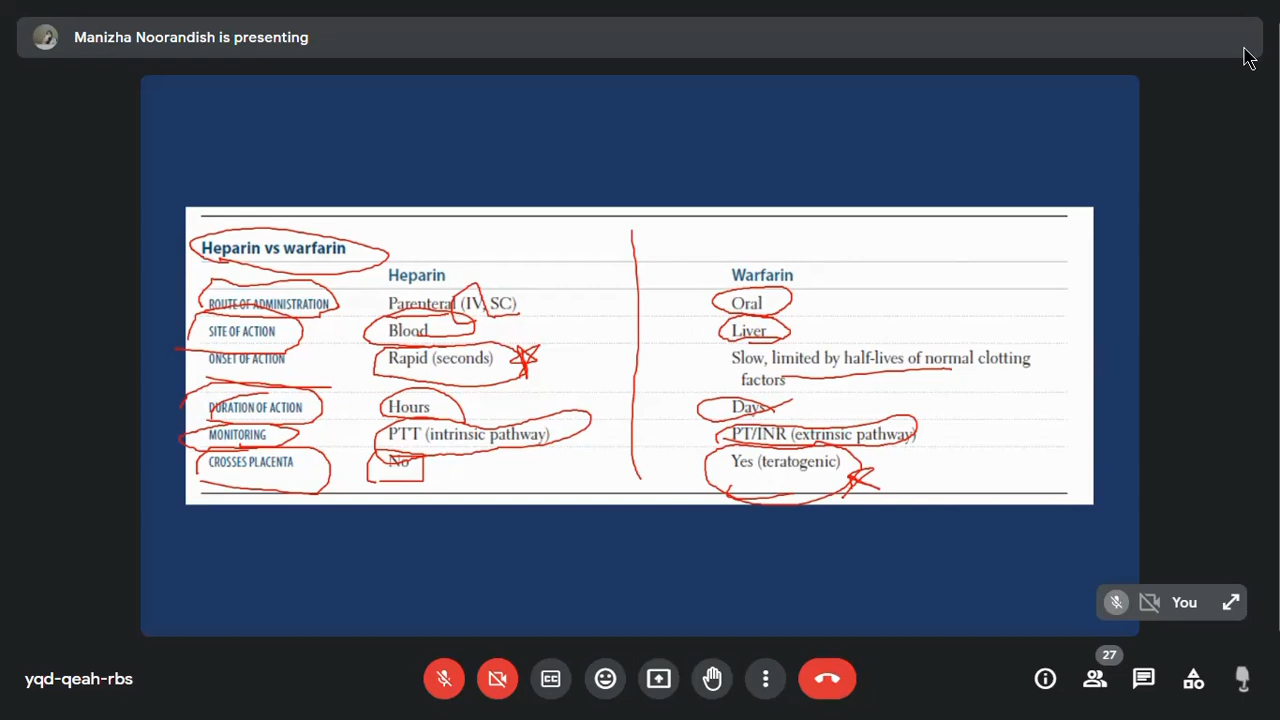 Manizha Noorandish is presenting
Heparin vs warfarin
Heparin Warfarin
ROUTE OF ADMINISTRATION Parenteral (IV, SC) Oral
SITE OF ACTION Blood Liver
ONSET OF ACTION Rapid (seconds) Slow, limited by half-lives of normal clotting
factors
DURATION OF ACTION Hours Days
MONITORING PTT (intrinsic pathway) PT/INR (extrinsic pathway)
CROSSES PLACENTA No Yes (teratogenic)
You
27
yqd-qeah-rbs
CC